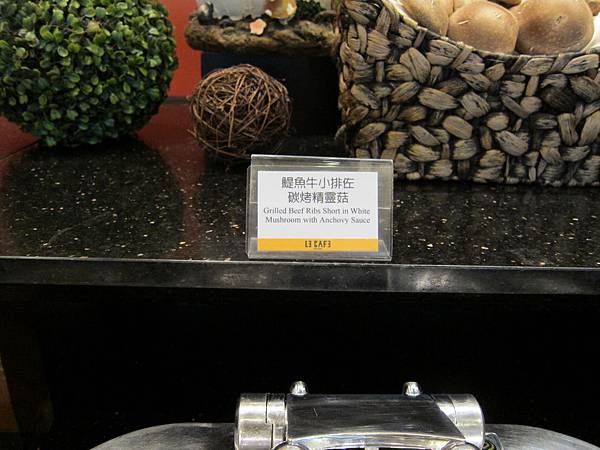 鯷魚牛小排佐
碳烤精靈菇
Grilled Beef Ribs Short in White
Mushroom with Anchovy Sauce
LE CAFE